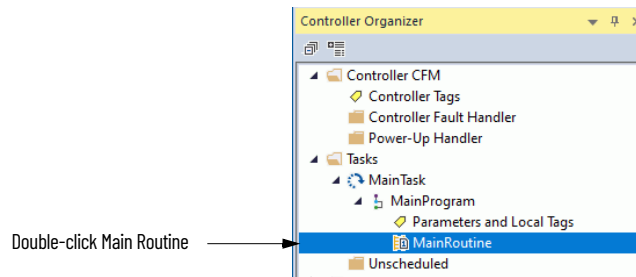 Controller Organizer
Controller CFM
Controller Tags
Controller Fault Handler
Power-Up Handler
Tasks
MainTask
MainProgram
Parameters and Local Tags
Double-click Main Routine
MainRoutine
Unscheduled